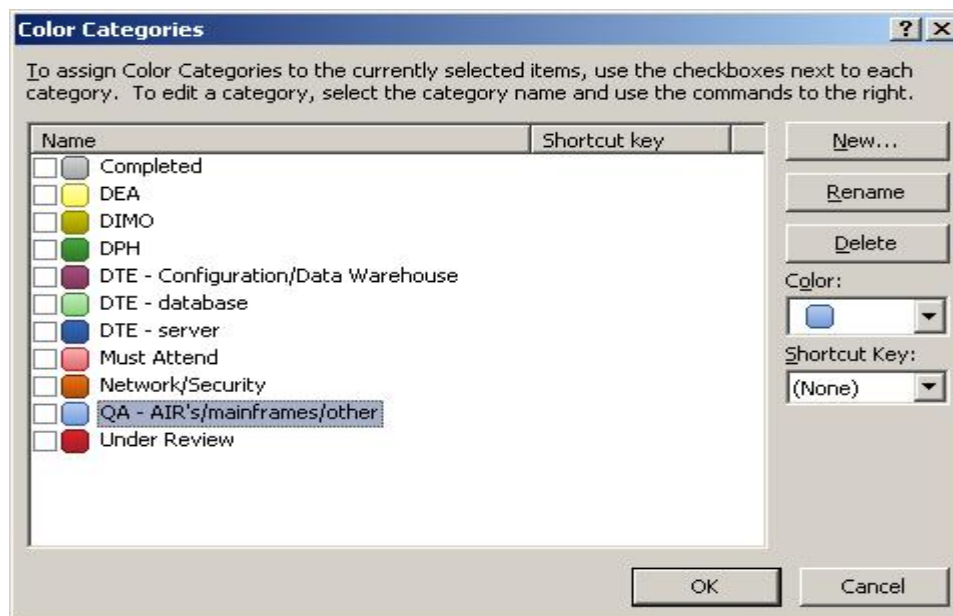 Color Categories
To assign Color Categories to the currently selected items, use the checkboxes next to each
category. To edit a category, select the category name and use the commands to the right.
Name Shortcut key
Completed
DEA
DIMO
DPH
DTE - Configuration/Data Warehouse
DTE - database
DTE - server
Must Attend
Network/Security
QA - AIR's/mainframes/other
Under Review
New...
Rename
Delete
Color:
Shortcut Key:
(None)
OK Cancel